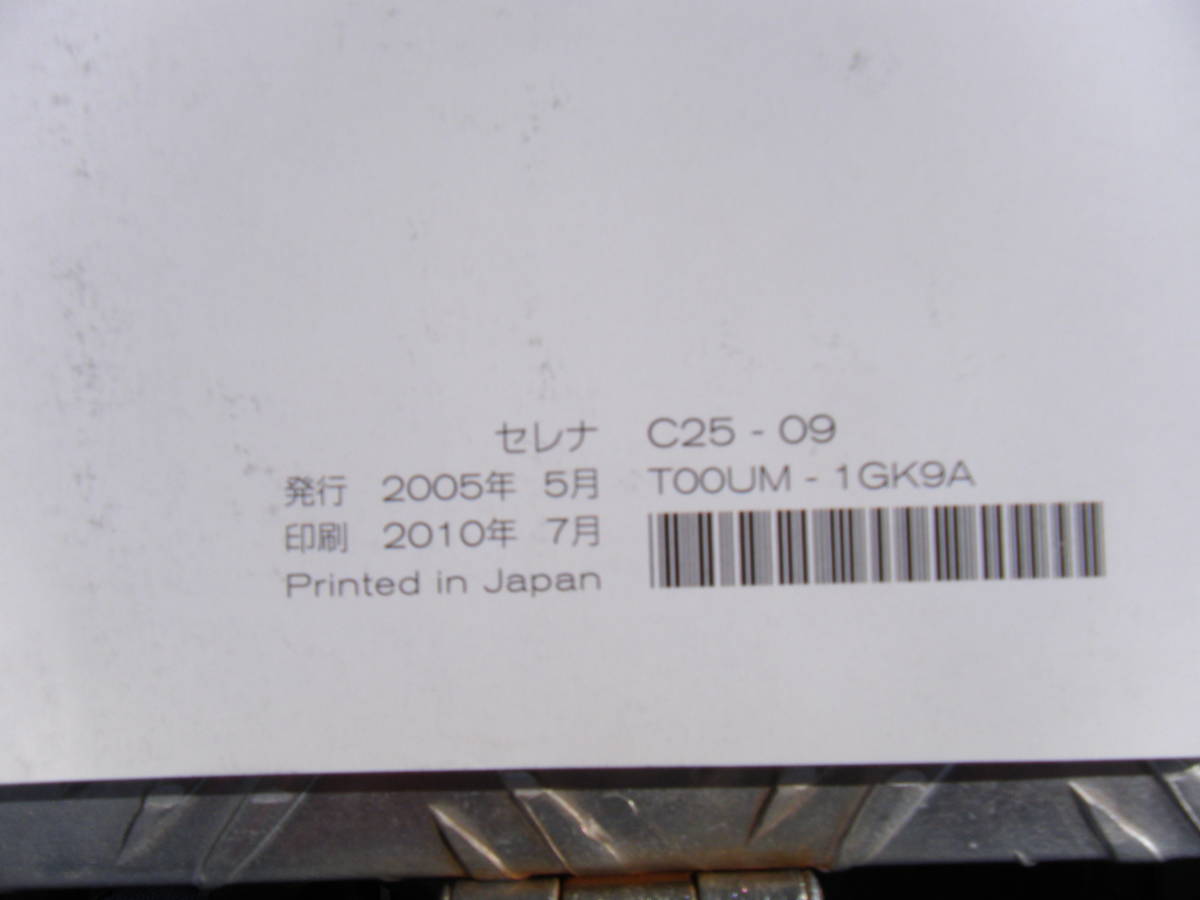 セレナ C25 - 09
発行 2005年 5月 T00UM - 1GK9A
印刷 2010年 7月
Printed in Japan